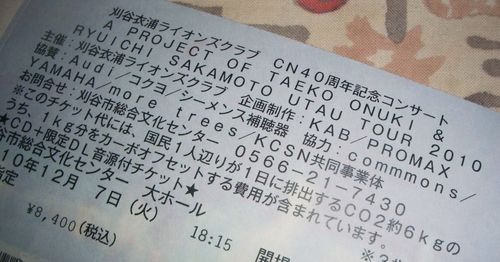 刈谷衣浦ライオンズクラブ CN40周年記念コンサート
A PROJECT OF TAEKO ONUKI &
RYUICHI SAKAMOTO UTAU TOUR 2010
主催:刈谷衣浦ライオンズクラブ 企画制作:KAB/PROMAX
協賛:Audi/コクヨ/シーメンス補聴器 協力:commmons/
YAMAHA/more trees/KCSN共同事業体
お問合せ:刈谷市総合文化センター 0566-21-7430
※このチケット代には、国民1人辺りが1日に排出するCO2約6kgの
うち、1kg分をカーボンオフセットする費用が含まれています。
★CD+限定DL音源付チケット★ ※3歳
谷市総合文化センター 大ホール
10年12月 7日(火)
指定 18:15 開場
¥8,400(税込)